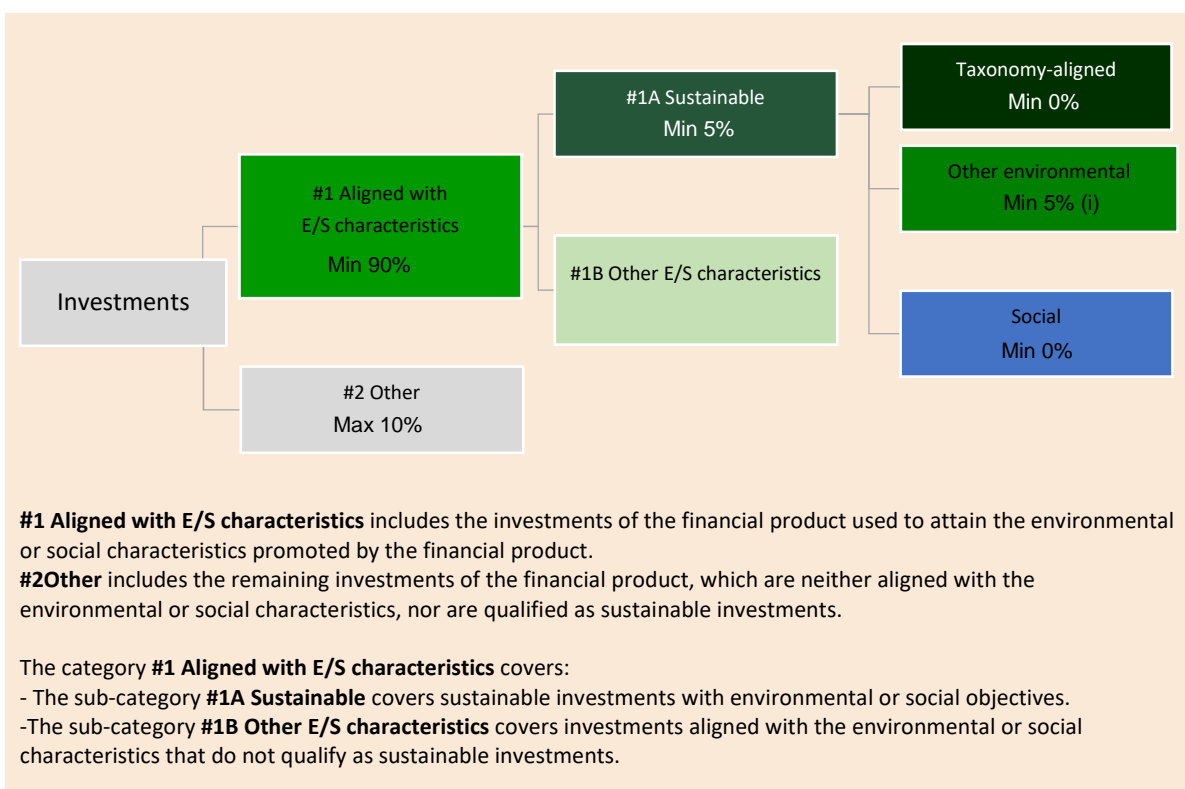 Investments
#1 Aligned with
E/S characteristics
Min 90%
#2 Other
Max 10%
#1A Sustainable
Min 5%
#1B Other E/S characteristics
Taxonomy-aligned
Min 0%
Other environmental
Min 5% (i)
Social
Min 0%
#1 Aligned with E/S characteristics includes the investments of the financial product used to attain the environmental
or social characteristics promoted by the financial product.
#2Other includes the remaining investments of the financial product, which are neither aligned with the
environmental or social characteristics, nor are qualified as sustainable investments.
The category #1 Aligned with E/S characteristics covers:
- The sub-category #1A Sustainable covers sustainable investments with environmental or social objectives.
-The sub-category #1B Other E/S characteristics covers investments aligned with the environmental or social
characteristics that do not qualify as sustainable investments.